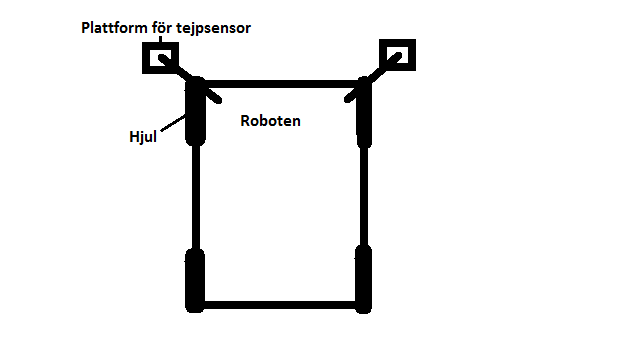 Plattform för tejpsensor
Roboten
Hjul